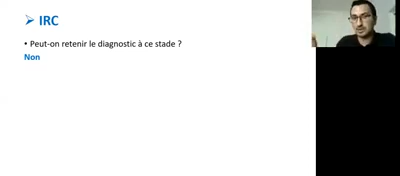 ➢ IRC
• Peut-on retenir le diagnostic à ce stade ?
Non